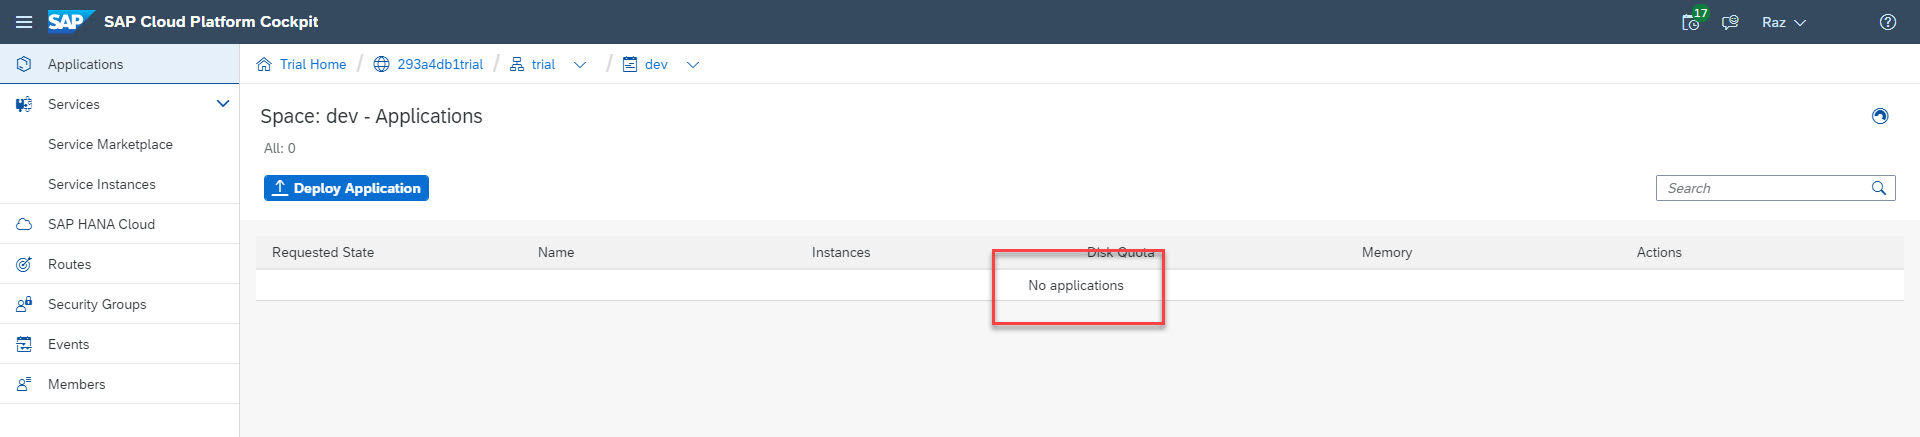 SAP SAP Cloud Platform Cockpit 17 Raz
Applications
Services
Service Marketplace
Service Instances
SAP HANA Cloud
Routes
Security Groups
Events
Members
Trial Home / 293a4db1trial / trial / dev
Space: dev - Applications
All: 0
Deploy Application
Search
Requested State Name Instances Disk Quota Memory Actions
No applications